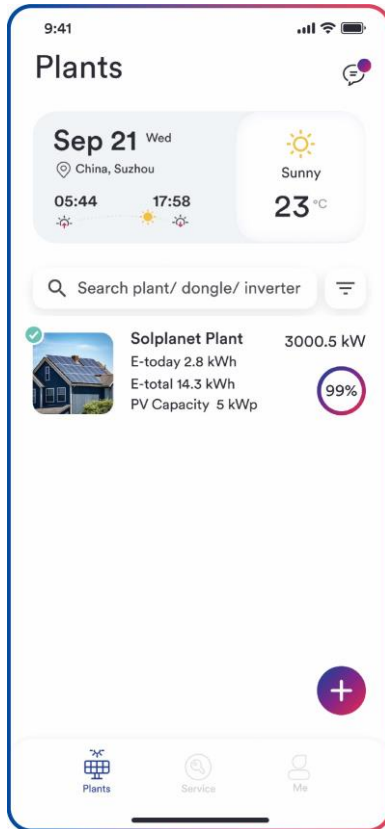 9:41
Plants
Sep 21 Wed
China, Suzhou
05:44 17:58
Sunny
23 °C
Search plant/ dongle/ inverter
Solplanet Plant 3000.5 kW
E-today 2.8 kWh
E-total 14.3 kWh 99%
PV Capacity 5 kWp
Plants Service Me